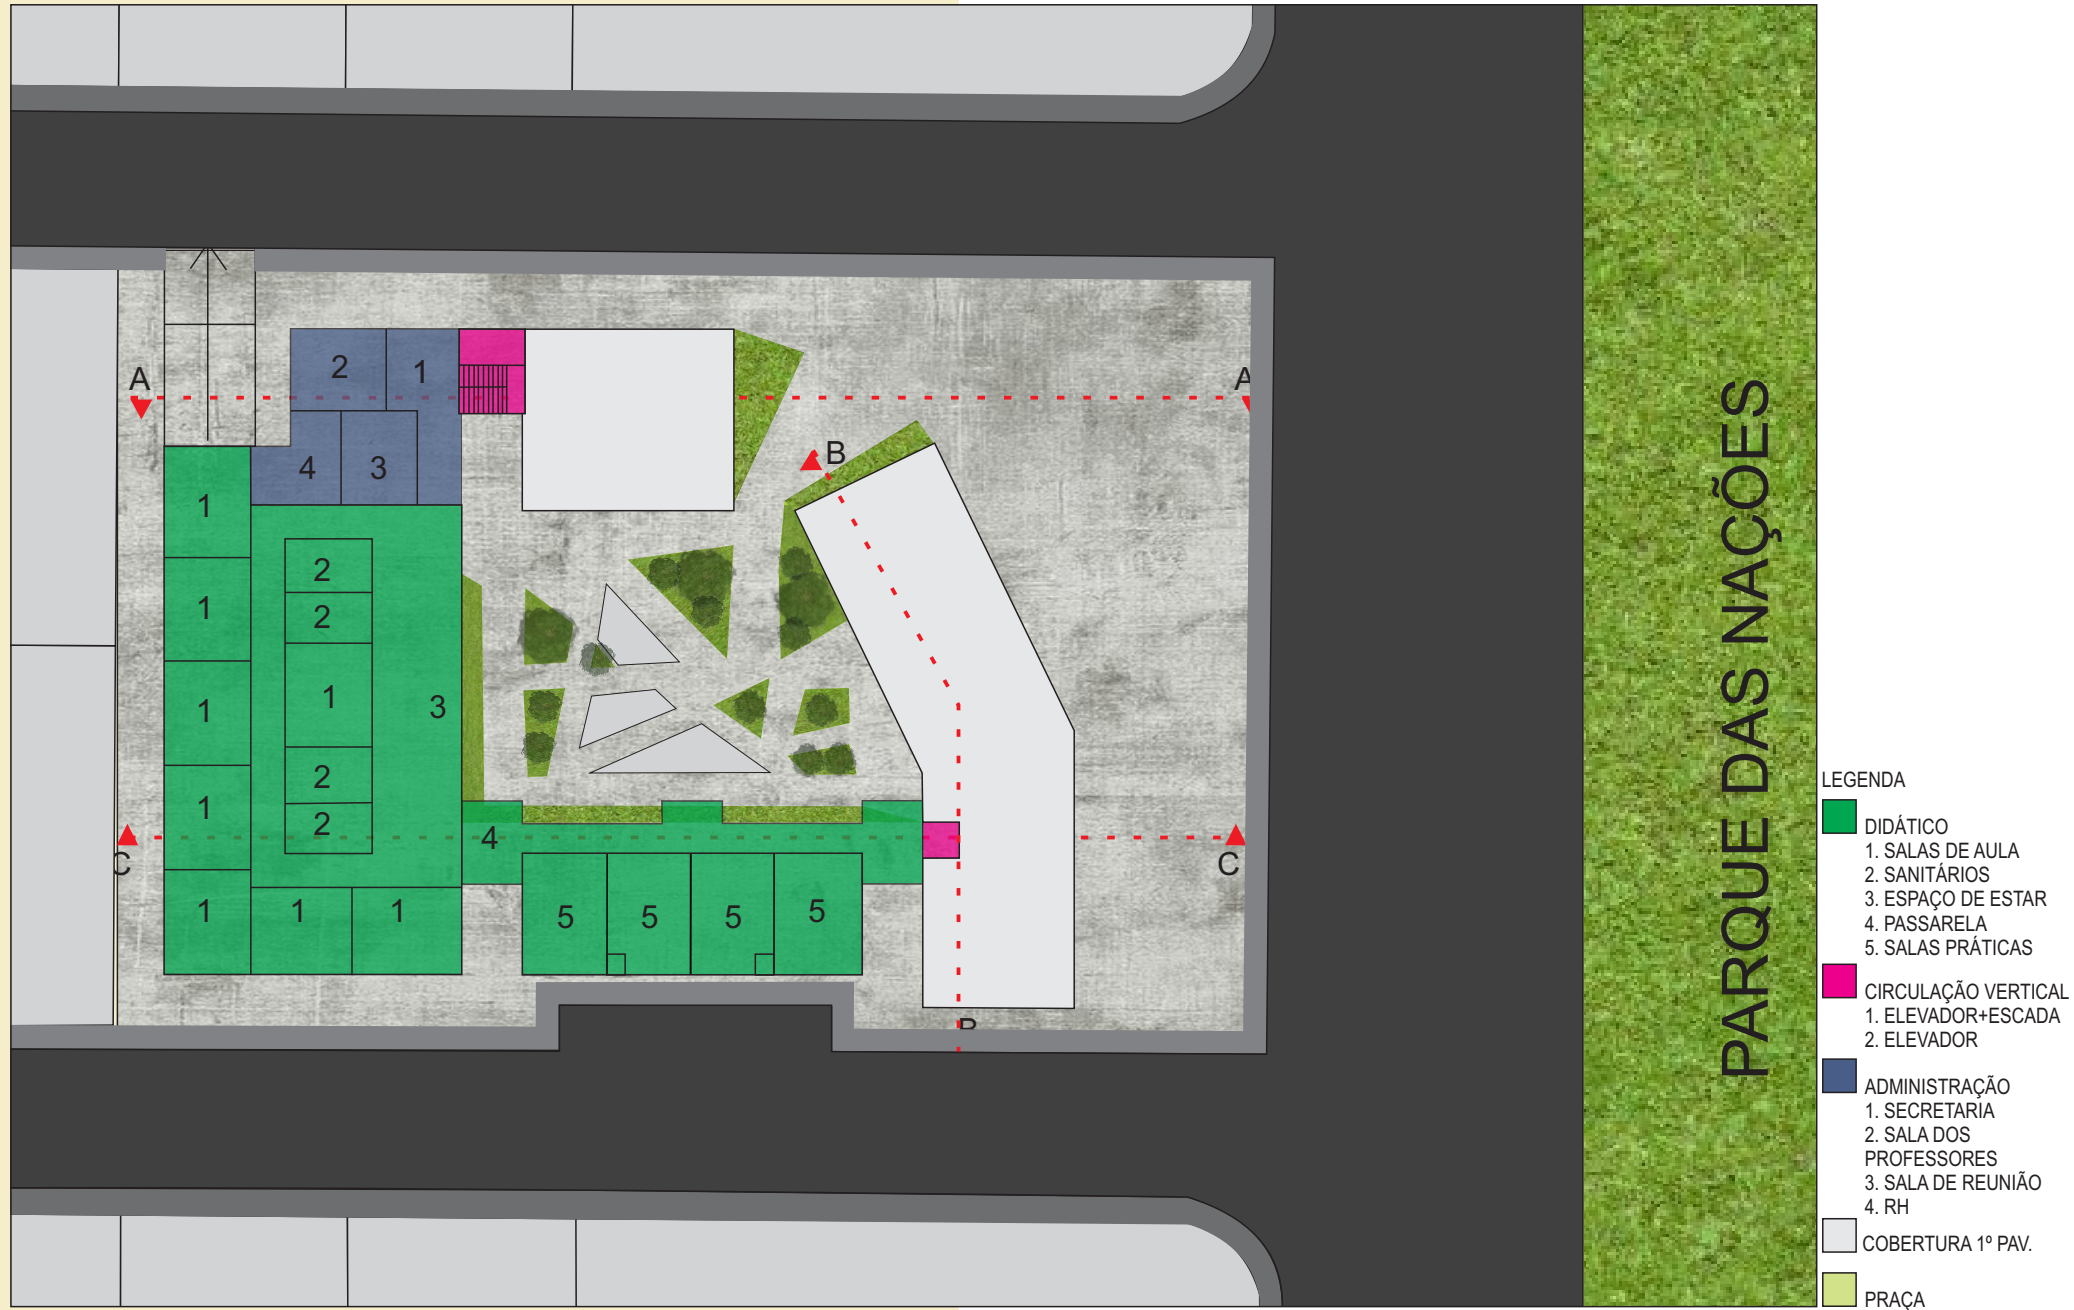 A
A
2
1
B
4
3
1
2
1
2
1
1
3
1
2
2
4
C
C
1
1
1
5
5
5
5
B
PARQUE DAS NAÇÕES
LEGENDA
DIDÁTICO
1. SALAS DE AULA
2. SANITÁRIOS
3. ESPAÇO DE ESTAR
4. PASSARELA
5. SALAS PRÁTICAS
CIRCULAÇÃO VERTICAL
1. ELEVADOR+ESCADA
2. ELEVADOR
ADMINISTRAÇÃO
1. SECRETARIA
2. SALA DOS
PROFESSORES
3. SALA DE REUNIÃO
4. RH
COBERTURA 1º PAV.
PRAÇA